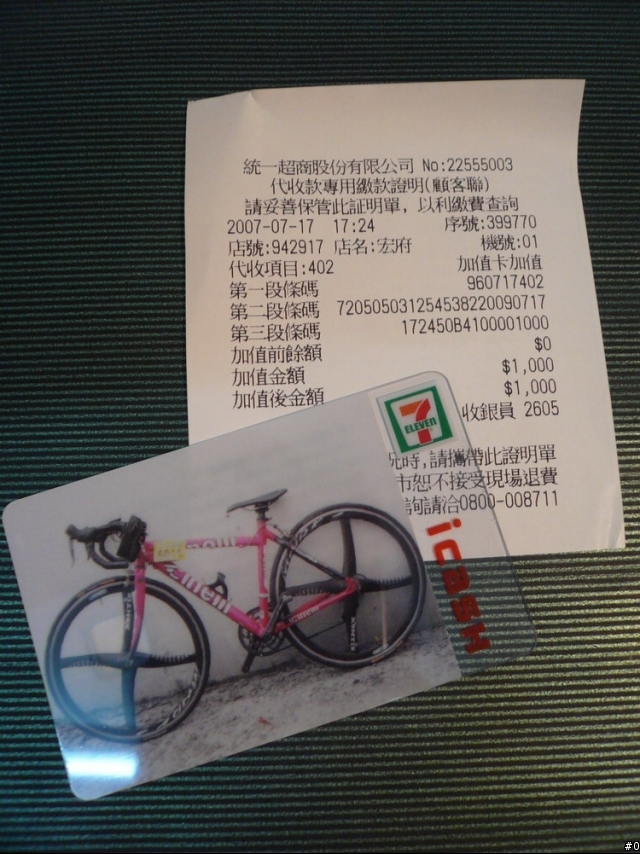 統一超商股份有限公司 No:22555003
代收款專用繳款證明(顧客聯)
請妥善保管此証明單, 以利繳費查詢
2007-07-17 17:24 序號:399770
店號:942917 店名:宏府 機號:01
代收項目:402 加值卡加值
第一段條碼 960717402
第二段條碼 720505031254538220090717
第三段條碼 172450B4100001000
加值前餘額 $0
加值金額 $1,000
加值後金額 $1,000
收銀員 2605
況時,請攜帶此證明單
市恕不接受現場退費
詢請洽0800-008711
7
ELEVEN
icash
cinelli
#0